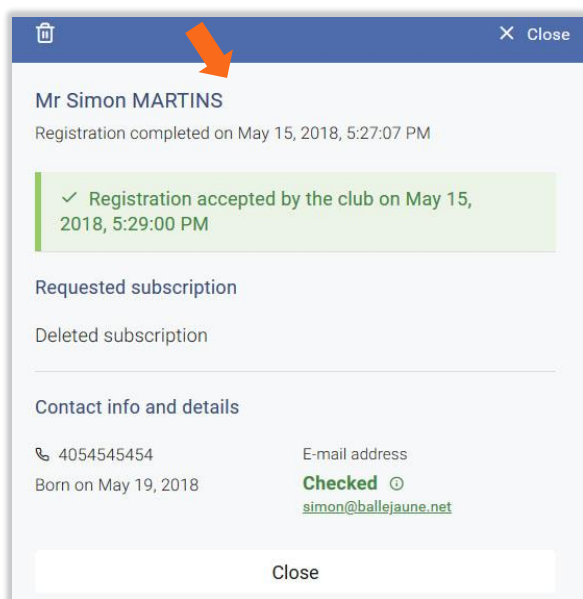 Close
Mr Simon MARTINS
Registration completed on May 15, 2018, 5:27:07 PM
Registration accepted by the club on May 15,
2018, 5:29:00 PM
Requested subscription
Deleted subscription
Contact info and details
4054545454
E-mail address
Born on May 19, 2018
Checked
simon@ballejaune.net
Close